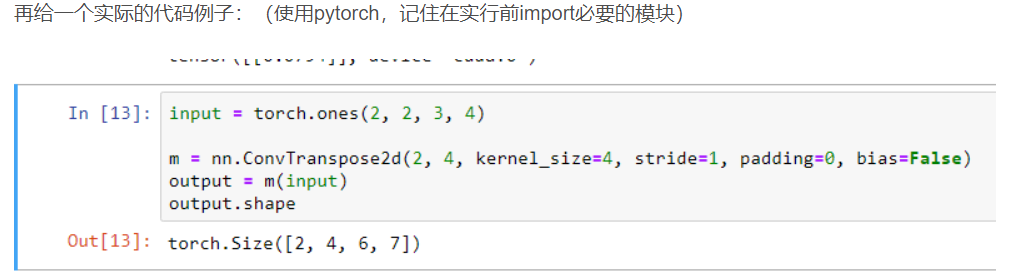 再给一个实际的代码例子：（使用pytorch，记住在实行前import必要的模块）
In [13]: input = torch.ones(2, 2, 3, 4)
m = nn.ConvTranspose2d(2, 4, kernel_size=4, stride=1, padding=0, bias=False)
output = m(input)
output.shape
Out[13]: torch.Size([2, 4, 6, 7])